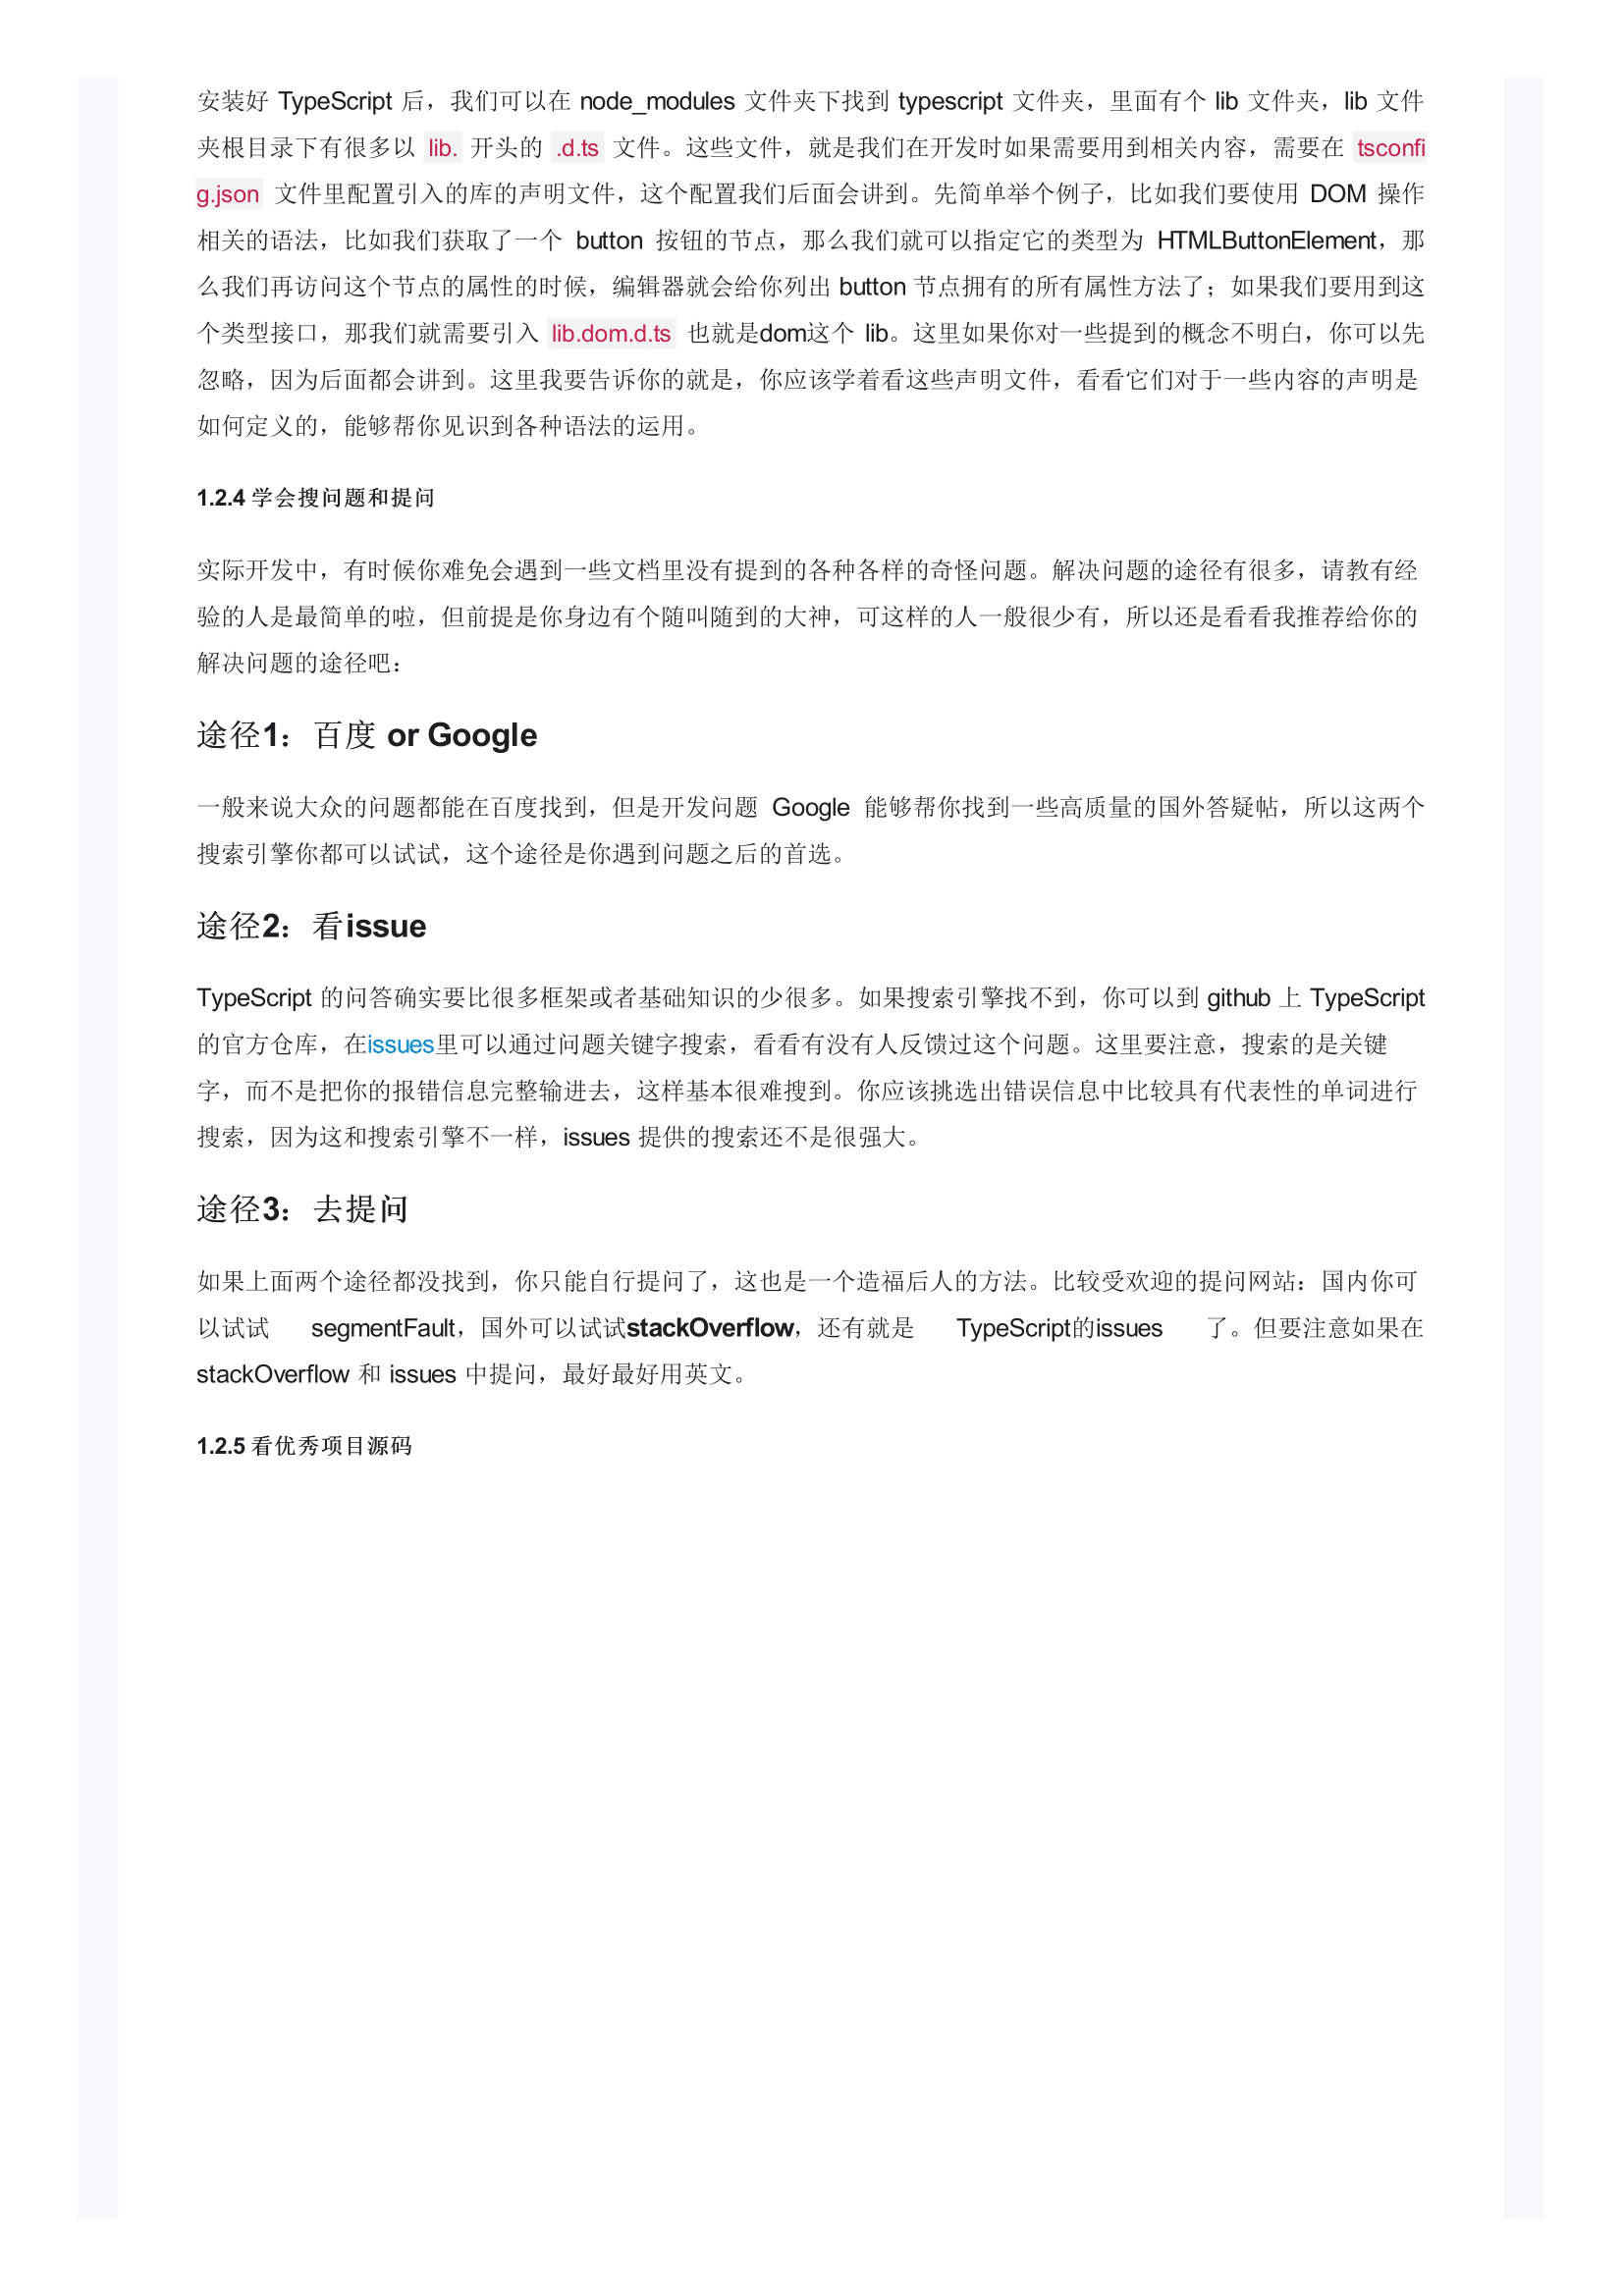 安装好 TypeScript 后，我们可以在 node_modules 文件夹下找到 typescript 文件夹，里面有个 lib 文件夹，lib 文件
夹根目录下有很多以 lib. 开头的 .d.ts 文件。这些文件，就是我们在开发时如果需要用到相关内容，需要在 tsconfi
g.json 文件里配置引入的库的声明文件，这个配置我们后面会讲到。先简单举个例子，比如我们要使用 DOM 操作
相关的语法，比如我们获取了一个 button 按钮的节点，那么我们就可以指定它的类型为 HTMLButtonElement，那
么我们再访问这个节点的属性的时候，编辑器就会给你列出 button 节点拥有的所有属性方法了；如果我们要用到这
个类型接口，那我们就需要引入 lib.dom.d.ts 也就是dom这个 lib。这里如果你对一些提到的概念不明白，你可以先
忽略，因为后面都会讲到。这里我要告诉你的就是，你应该学着看这些声明文件，看看它们对于一些内容的声明是
如何定义的，能够帮你见识到各种语法的运用。
1.2.4 学会搜问题和提问
实际开发中，有时候你难免会遇到一些文档里没有提到的各种各样的奇怪问题。解决问题的途径有很多，请教有经
验的人是最简单的啦，但前提是你身边有个随叫随到的大神，可这样的人一般很少有，所以还是看看我推荐给你的
解决问题的途径吧：
途径1：百度 or Google
一般来说大众的问题都能在百度找到，但是开发问题 Google 能够帮你找到一些高质量的国外答疑帖，所以这两个
搜索引擎你都可以试试，这个途径是你遇到问题之后的首选。
途径2：看issue
TypeScript 的问答确实要比很多框架或者基础知识的少很多。如果搜索引擎找不到，你可以到 github 上 TypeScript
的官方仓库，在issues里可以通过问题关键字搜索，看看有没有人反馈过这个问题。这里要注意，搜索的是关键
字，而不是把你的报错信息完整输进去，这样基本很难搜到。你应该挑选出错误信息中比较具有代表性的单词进行
搜索，因为这和搜索引擎不一样，issues 提供的搜索还不是很强大。
途径3：去提问
如果上面两个途径都没找到，你只能自行提问了，这也是一个造福后人的方法。比较受欢迎的提问网站：国内你可
以试试 segmentFault，国外可以试试stackOverflow，还有就是 TypeScript的issues 了。但要注意如果在
stackOverflow 和 issues 中提问，最好最好用英文。
1.2.5 看优秀项目源码